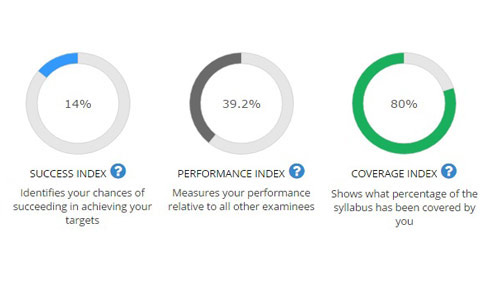 14%
39.2%
80%
SUCCESS INDEX ?
Identifies your chances of
succeeding in achieving your
targets
PERFORMANCE INDEX ?
Measures your performance
relative to all other examinees
COVERAGE INDEX ?
Shows what percentage of the
syllabus has been covered by
you